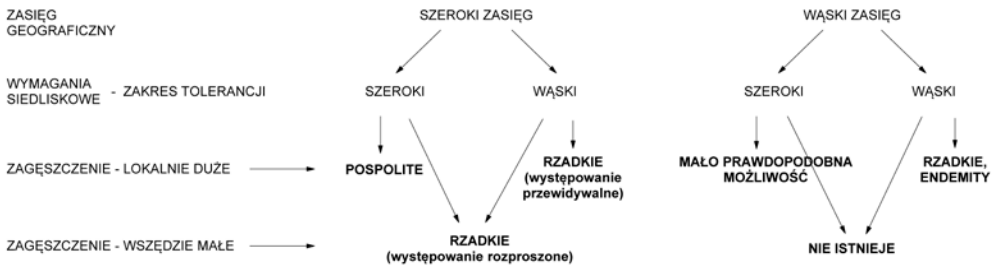 ZASIĘG
GEOGRAFICZNY
SZEROKI ZASIĘG
WĄSKI ZASIĘG
WYMAGANIA
SIEDLISKOWE - ZAKRES TOLERANCJI
SZEROKI
WĄSKI
SZEROKI
WĄSKI
ZAGĘSZCZENIE - LOKALNIE DUŻE
POSPOLITE
RZADKIE
(występowanie
przewidywalne)
MAŁO PRAWDOPODOBNA
MOŻLIWOŚĆ
RZADKIE,
ENDEMITY
ZAGĘSZCZENIE - WSZĘDZIE MAŁE
RZADKIE
(występowanie rozproszone)
NIE ISTNIEJE